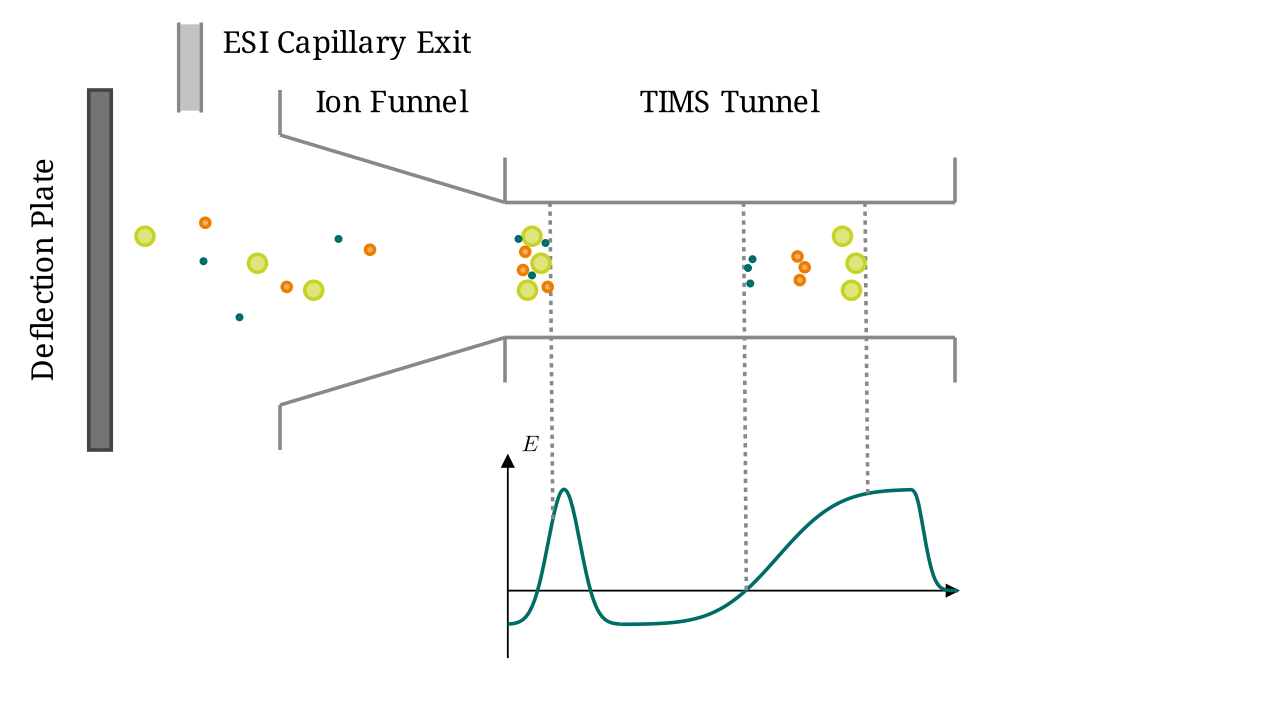 ESI Capillary Exit
Ion Funnel
TIMS Tunnel
Deflection Plate
E